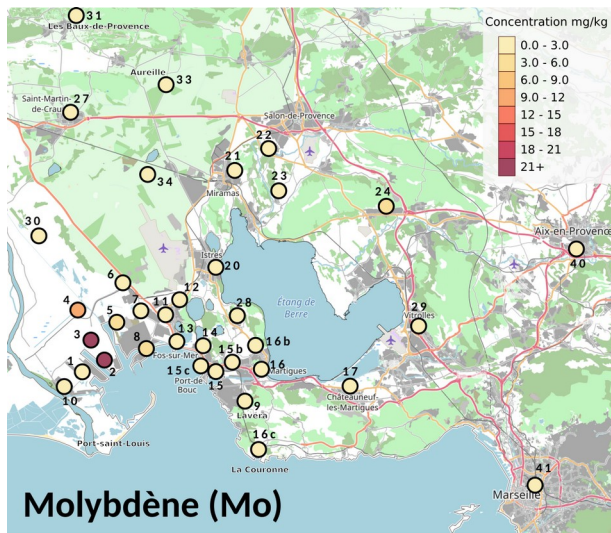 31
Les Baux-de-Provence
Concentration mg/kg
0.0 - 3.0
3.0 - 6.0
6.0 - 9.0
9.0 - 12
12 - 15
15 - 18
18 - 21
21+
Aureille
33
Saint-Martin-
de-Crau
27
Salon-de-Provence
22
21
Miramas
23
34
24
30
Aix-en-Provence
40
Istres
20
6
12
Étang de
Berre
4
5
7
11
28
29
Vitrolles
3
8
13
Fos-sur-Mer
14
16b
1
2
15b
16
Martigues
15c
Port-de-
Bouc
15
17
Châteauneuf-
les-Martigues
10
9
Lavéra
Port-saint-Louis
16c
La Couronne
41
Marseille
Molybdène (Mo)